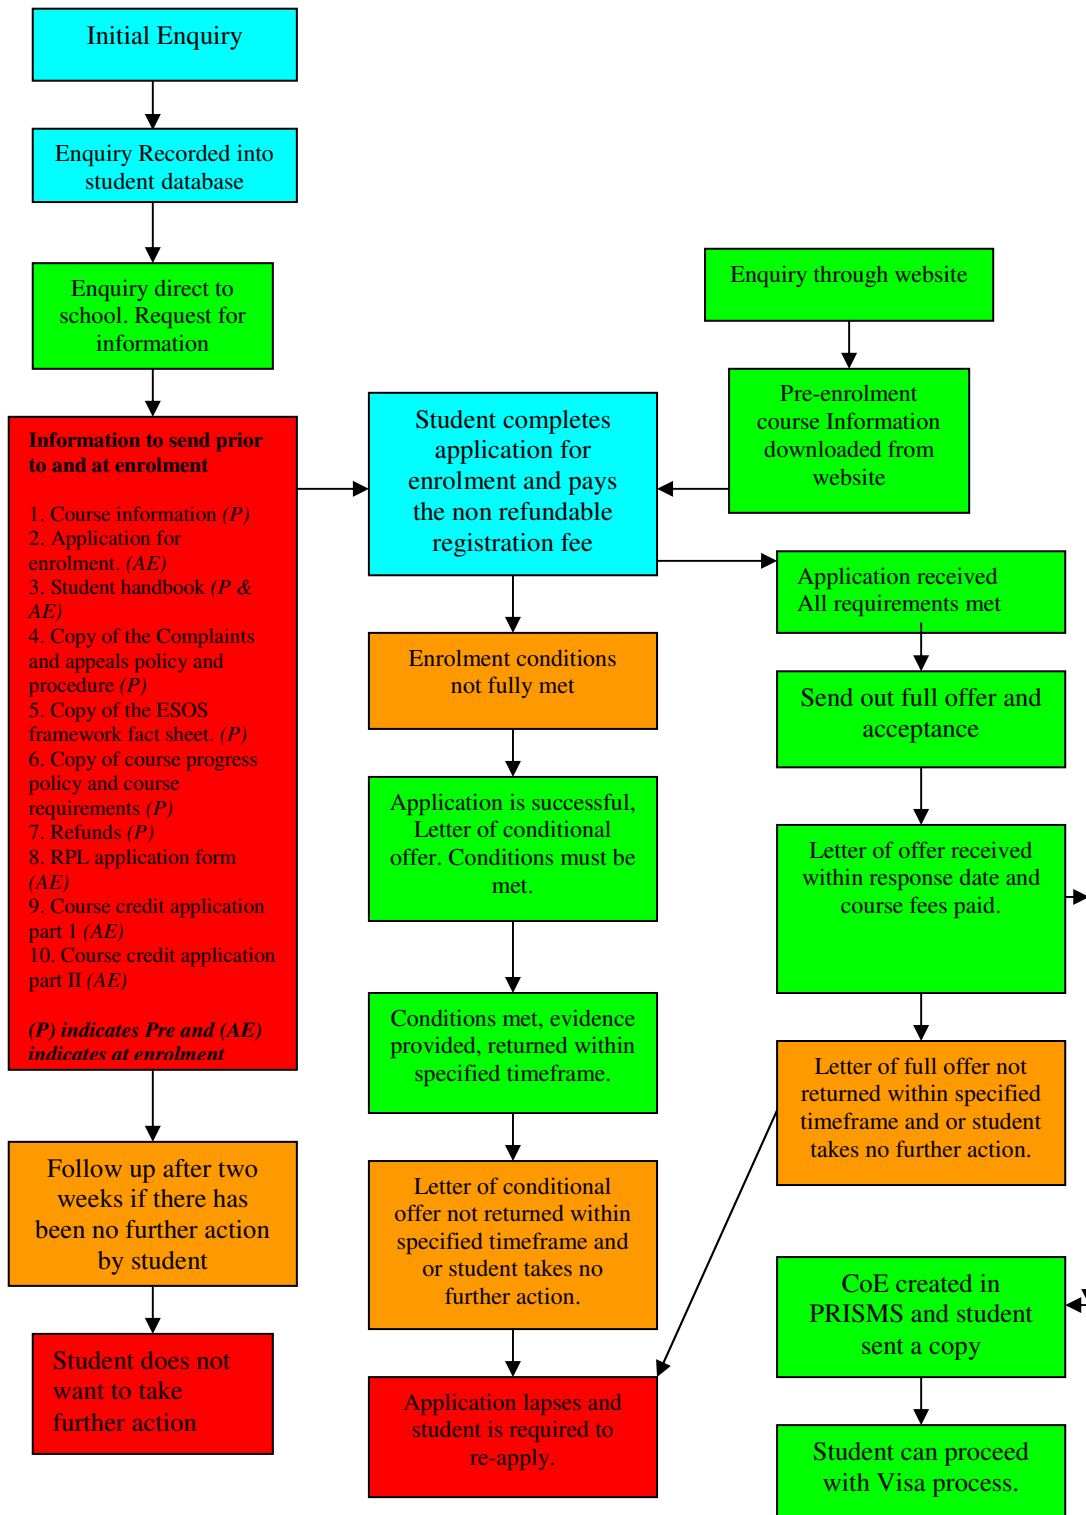 Initial Enquiry
Enquiry Recorded into
student database
Enquiry direct to
school. Request for
information
Information to send prior
to and at enrolment
1. Course information (P)
2. Application for
enrolment. (AE)
3. Student handbook (P &
AE)
4. Copy of the Complaints
and appeals policy and
procedure (P)
5. Copy of the ESOS
framework fact sheet. (P)
6. Copy of course progress
policy and course
requirements (P)
7. Refunds (P)
8. RPL application form
(AE)
9. Course credit application
part I (AE)
10. Course credit application
part II (AE)
(P) indicates Pre and (AE)
indicates at enrolment
Follow up after two
weeks if there has
been no further action
by student
Student does not
want to take
further action
Student completes
application for
enrolment and pays
the non refundable
registration fee
Enrolment conditions
not fully met
Application is successful,
Letter of conditional
offer. Conditions must be
met.
Conditions met, evidence
provided, returned within
specified timeframe.
Letter of conditional
offer not returned within
specified timeframe and
or student takes no
further action.
Application lapses and
student is required to
re-apply.
Enquiry through website
Pre-enrolment
course Information
downloaded from
website
Application received
All requirements met
Send out full offer and
acceptance
Letter of offer received
within response date and
course fees paid.
Letter of full offer not
returned within specified
timeframe and or student
takes no further action.
CoE created in
PRISMS and student
sent a copy
Student can proceed
with Visa process.